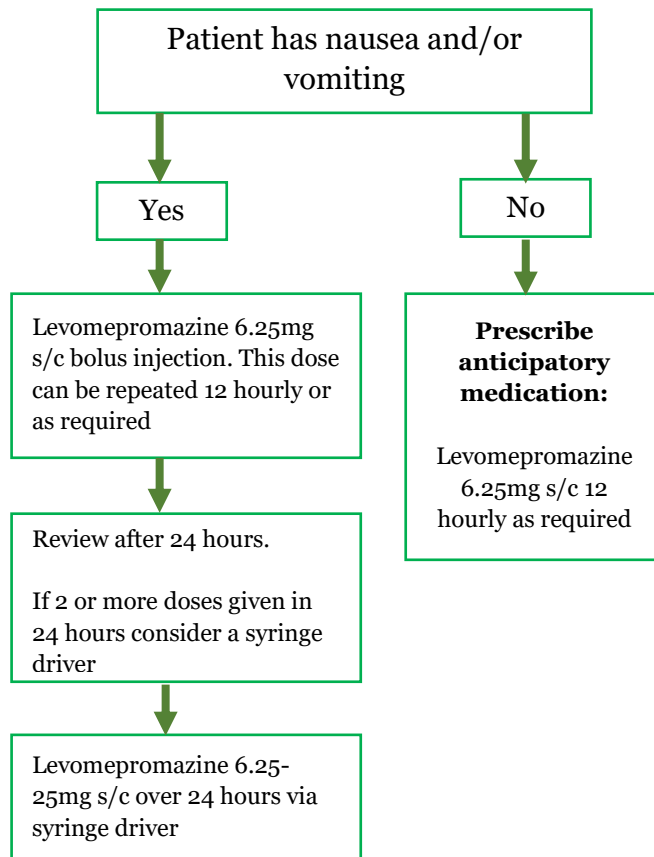 Patient has nausea and/or
vomiting
Yes
No
Levomepromazine 6.25mg
s/c bolus injection. This dose
can be repeated 12 hourly or
as required
Prescribe
anticipatory
medication:
Levomepromazine
6.25mg s/c 12
hourly as required
Review after 24 hours.
If 2 or more doses given in
24 hours consider a syringe
driver
Levomepromazine 6.25-
25mg s/c over 24 hours via
syringe driver